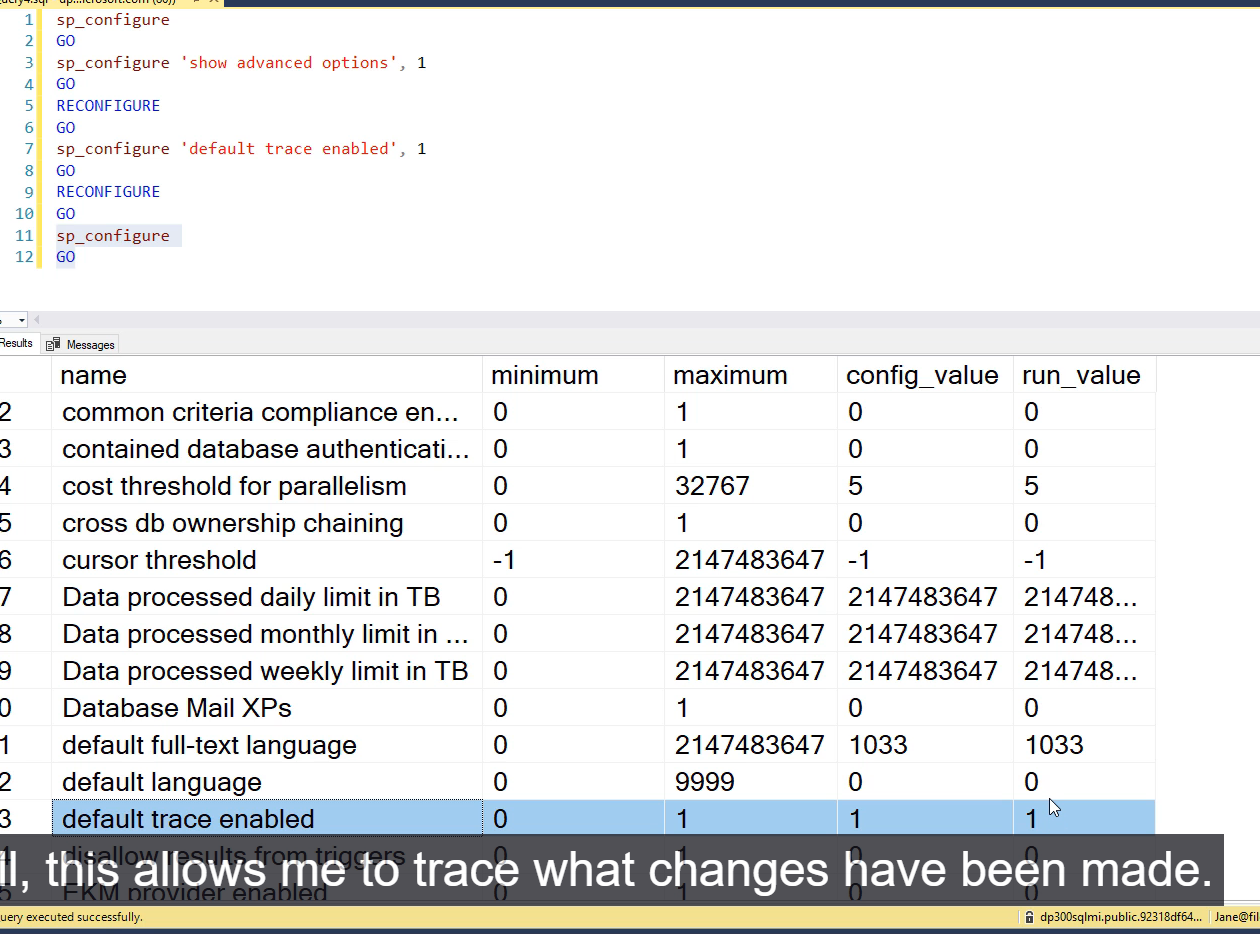 1 sp_configure
2 GO
3 sp_configure 'show advanced options', 1
4 GO
5 RECONFIGURE
6 GO
7 sp_configure 'default trace enabled', 1
8 GO
9 RECONFIGURE
10 GO
11 sp_configure
12 GO
Results Messages
name minimum maximum config_value run_value
2 common criteria compliance en... 0 1 0 0
3 contained database authenticati... 0 1 0 0
4 cost threshold for parallelism 0 32767 5 5
5 cross db ownership chaining 0 1 0 0
6 cursor threshold -1 2147483647 -1 -1
7 Data processed daily limit in TB 0 2147483647 2147483647 214748...
8 Data processed monthly limit in ... 0 2147483647 2147483647 214748...
9 Data processed weekly limit in TB 0 2147483647 2147483647 214748...
0 Database Mail XPs 0 1 0 0
1 default full-text language 0 2147483647 1033 1033
2 default language 0 9999 0 0
3 default trace enabled 0 1 1 1
4 disallow results from triggers 0 1 0 0
ll, this allows me to trace what changes have been made.
EKM provider enabled 0 1 0 0
uery executed successfully. dp300sqlmi.public.92318df64... Jane@fil